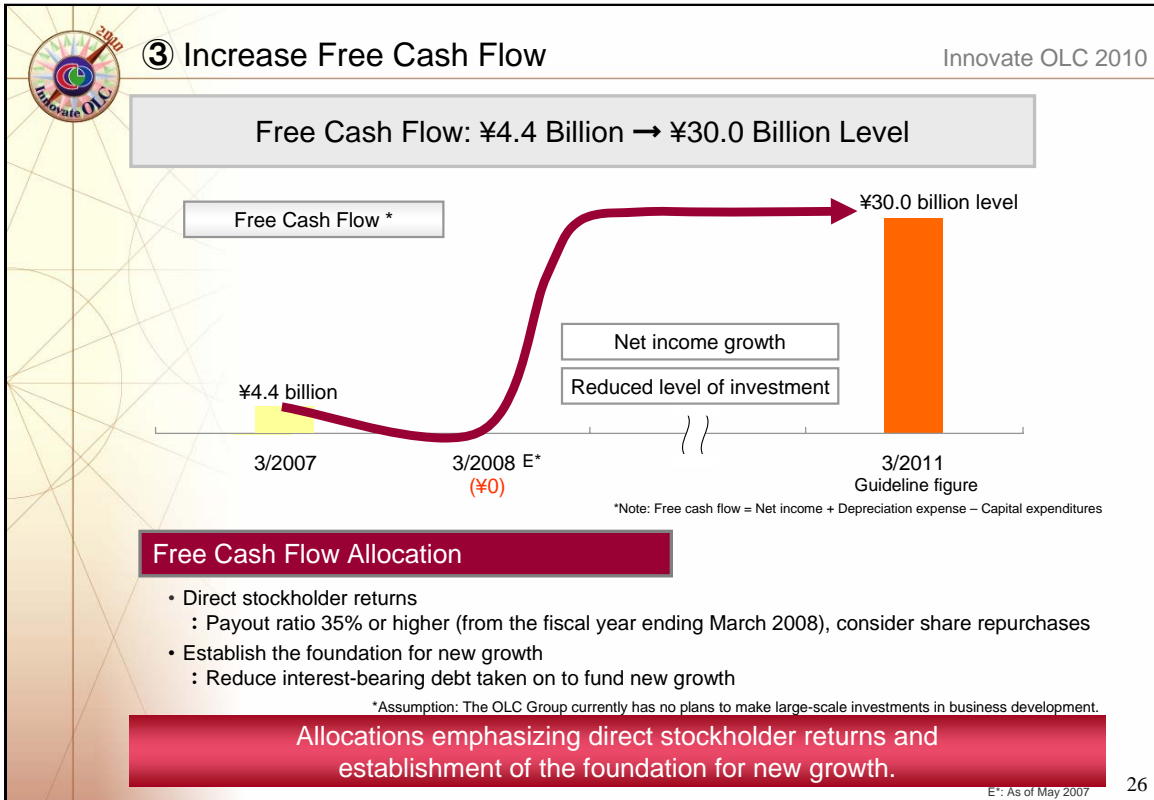 2010
Innovate OLC
③ Increase Free Cash Flow
Innovate OLC 2010
Free Cash Flow: ¥4.4 Billion → ¥30.0 Billion Level
Free Cash Flow *
¥30.0 billion level
Net income growth
Reduced level of investment
¥4.4 billion
3/2007
3/2008 E*
(¥0)
3/2011
Guideline figure
*Note: Free cash flow = Net income + Depreciation expense – Capital expenditures
Free Cash Flow Allocation
• Direct stockholder returns
: Payout ratio 35% or higher (from the fiscal year ending March 2008), consider share repurchases
• Establish the foundation for new growth
: Reduce interest-bearing debt taken on to fund new growth
*Assumption: The OLC Group currently has no plans to make large-scale investments in business development.
Allocations emphasizing direct stockholder returns and
establishment of the foundation for new growth.
E*: As of May 2007
26